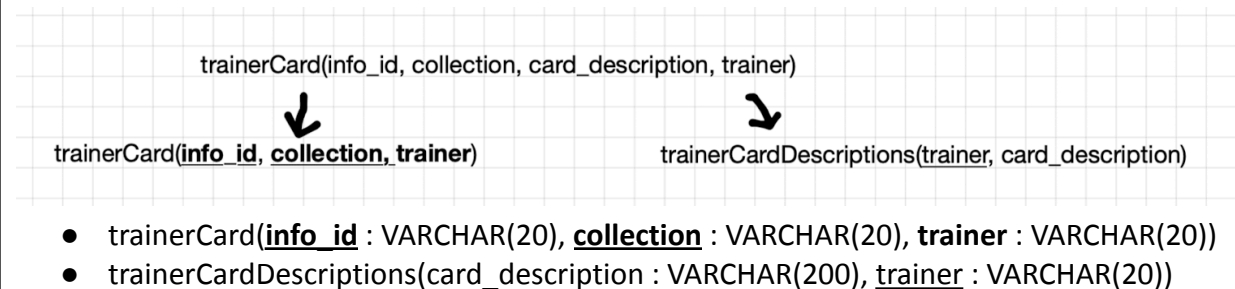 trainerCard(info_id, collection, card_description, trainer)
trainerCard(info_id, collection, trainer) trainerCardDescriptions(trainer, card_description)
● trainerCard(info_id : VARCHAR(20), collection : VARCHAR(20), trainer : VARCHAR(20))
● trainerCardDescriptions(card_description : VARCHAR(200), trainer : VARCHAR(20))